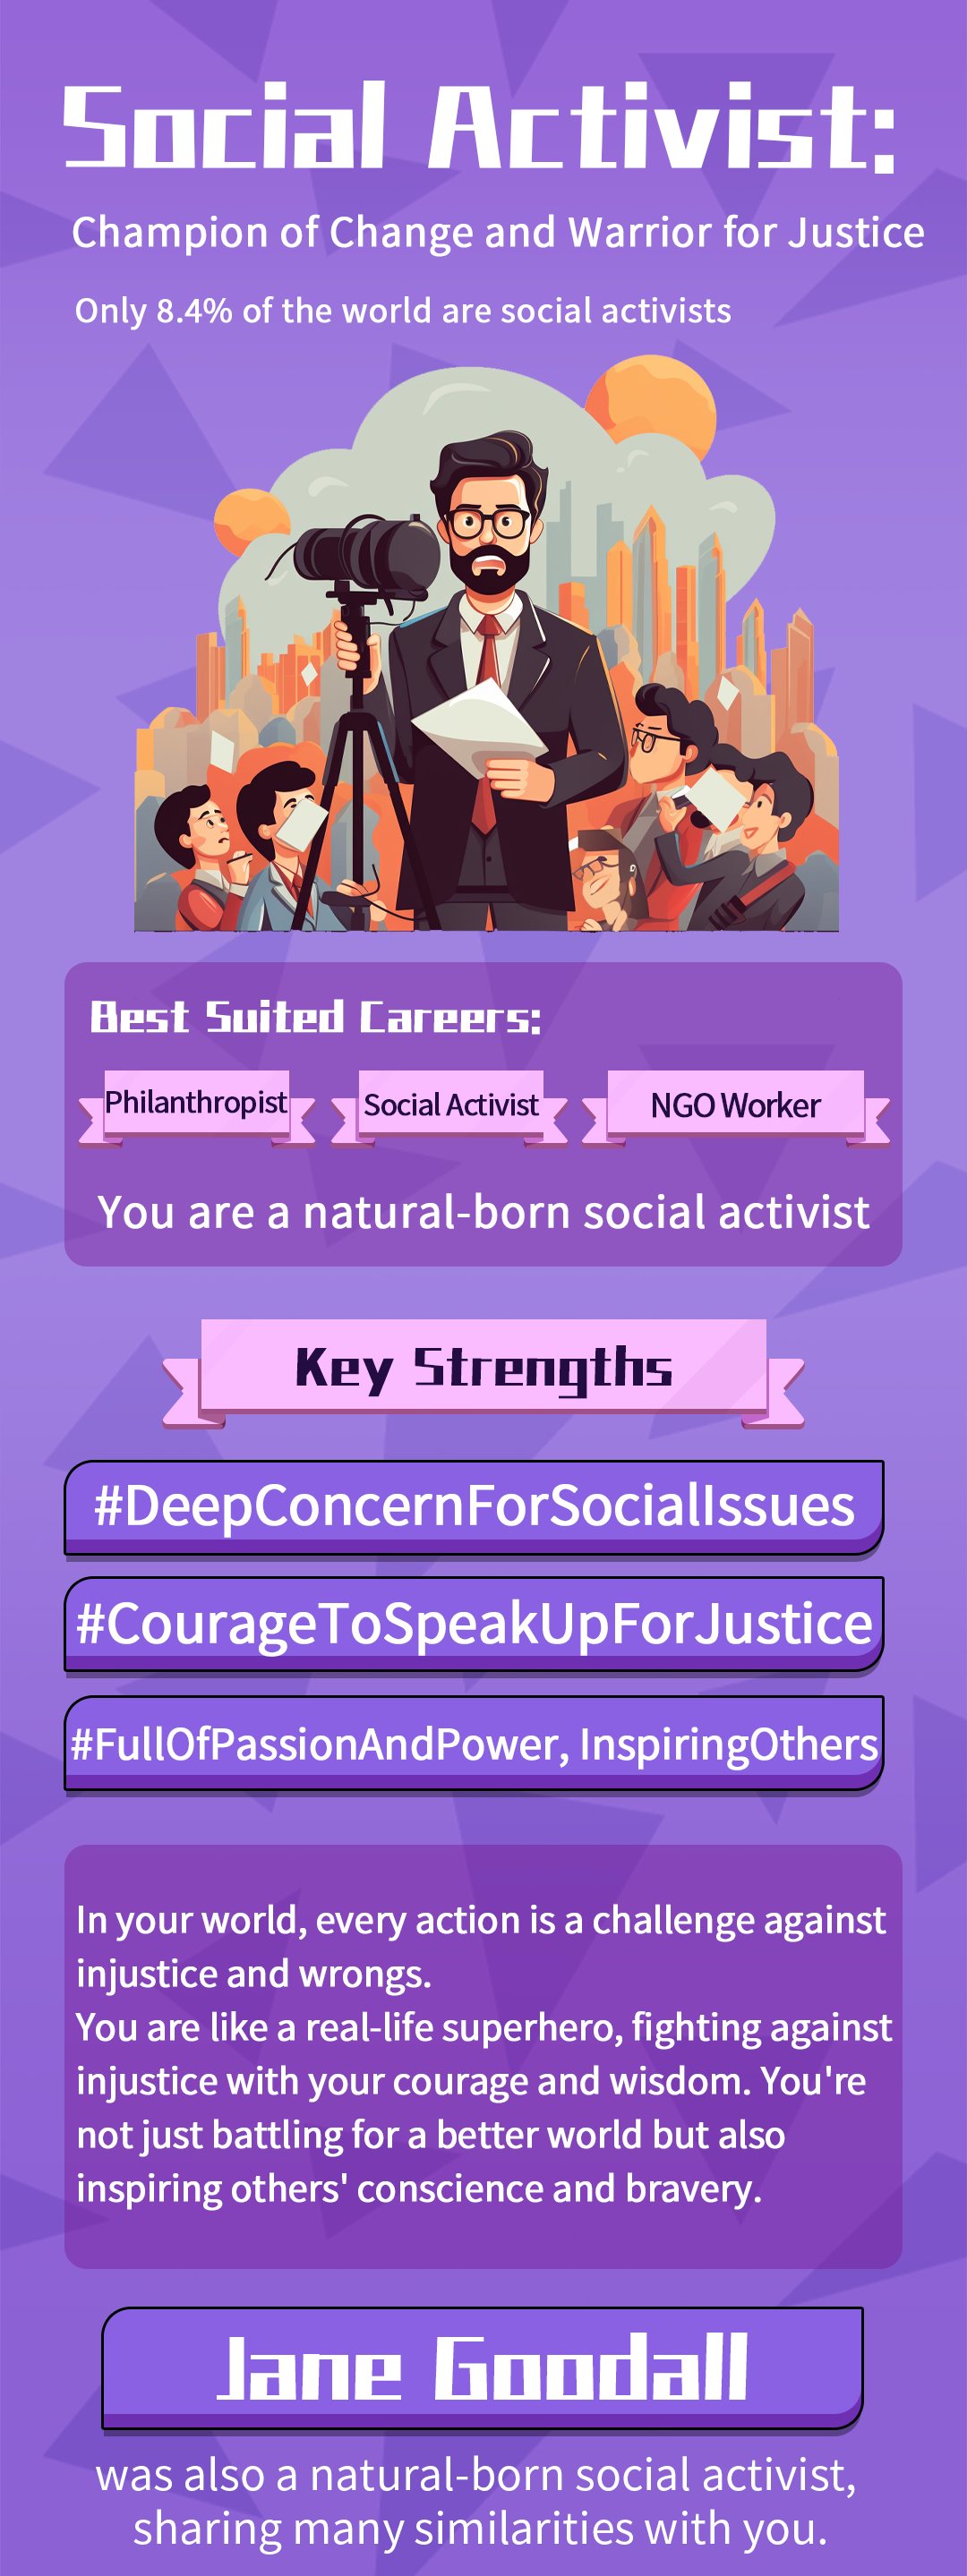 Social Activist:
Champion of Change and Warrior for Justice
Only 8.4% of the world are social activists
Best Suited Careers:
Philanthropist
Social Activist
NGO Worker
You are a natural-born social activist
Key Strengths
#DeepConcernForSocialIssues
#CourageToSpeakUpForJustice
#FullOfPassionAndPower, InspiringOthers
In your world, every action is a challenge against
injustice and wrongs.
You are like a real-life superhero, fighting against
injustice with your courage and wisdom. You're
not just battling for a better world but also
inspiring others' conscience and bravery.
Jane Goodall
was also a natural-born social activist,
sharing many similarities with you.